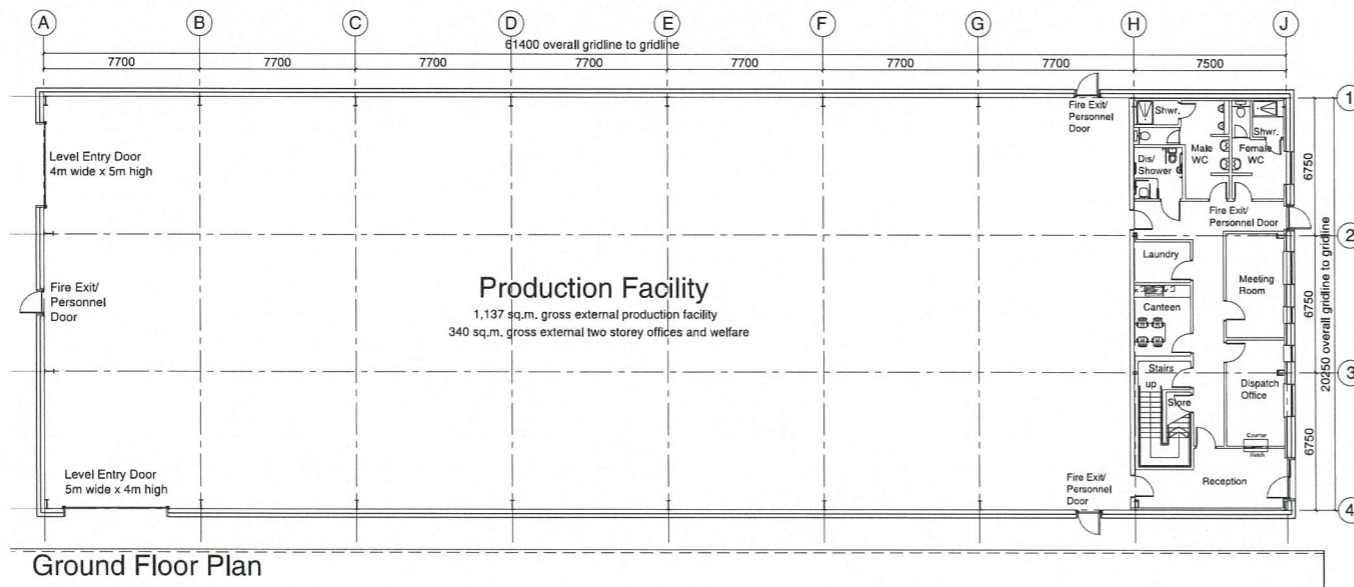 A B C D E F G H J
61400 overall gridline to gridline
7700 7700 7700 7700 7700 7700 7700 7500
1
Fire Exit/
Personnel
Door
Shwr.
Shwr.
Male
WC
Female
WC
Dis/
Shower
Level Entry Door
4m wide x 5m high
6750
Fire Exit/
Personnel Door
2
20250 overall gridline to gridline
Laundry
Meeting
Room
Canteen
6750
Fire Exit/
Personnel
Door
Production Facility
1,137 sq.m. gross external production facility
340 sq.m. gross external two storey offices and welfare
Stairs
up
3
Dispatch
Office
Store
6750
Counter
Hatch
Level Entry Door
5m wide x 4m high
Fire Exit/
Personnel
Door
Reception
4
Ground Floor Plan